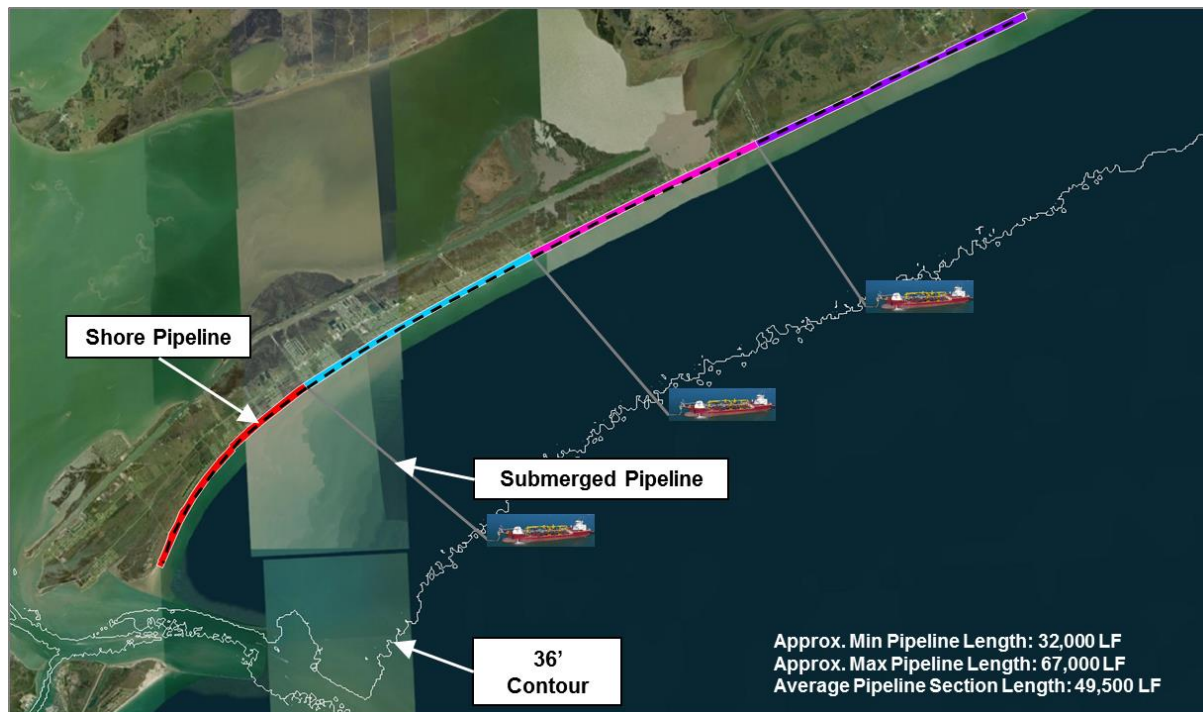 Shore Pipeline
Submerged Pipeline
36’
Contour
Approx. Min Pipeline Length: 32,000 LF
Approx. Max Pipeline Length: 67,000 LF
Average Pipeline Section Length: 49,500 LF